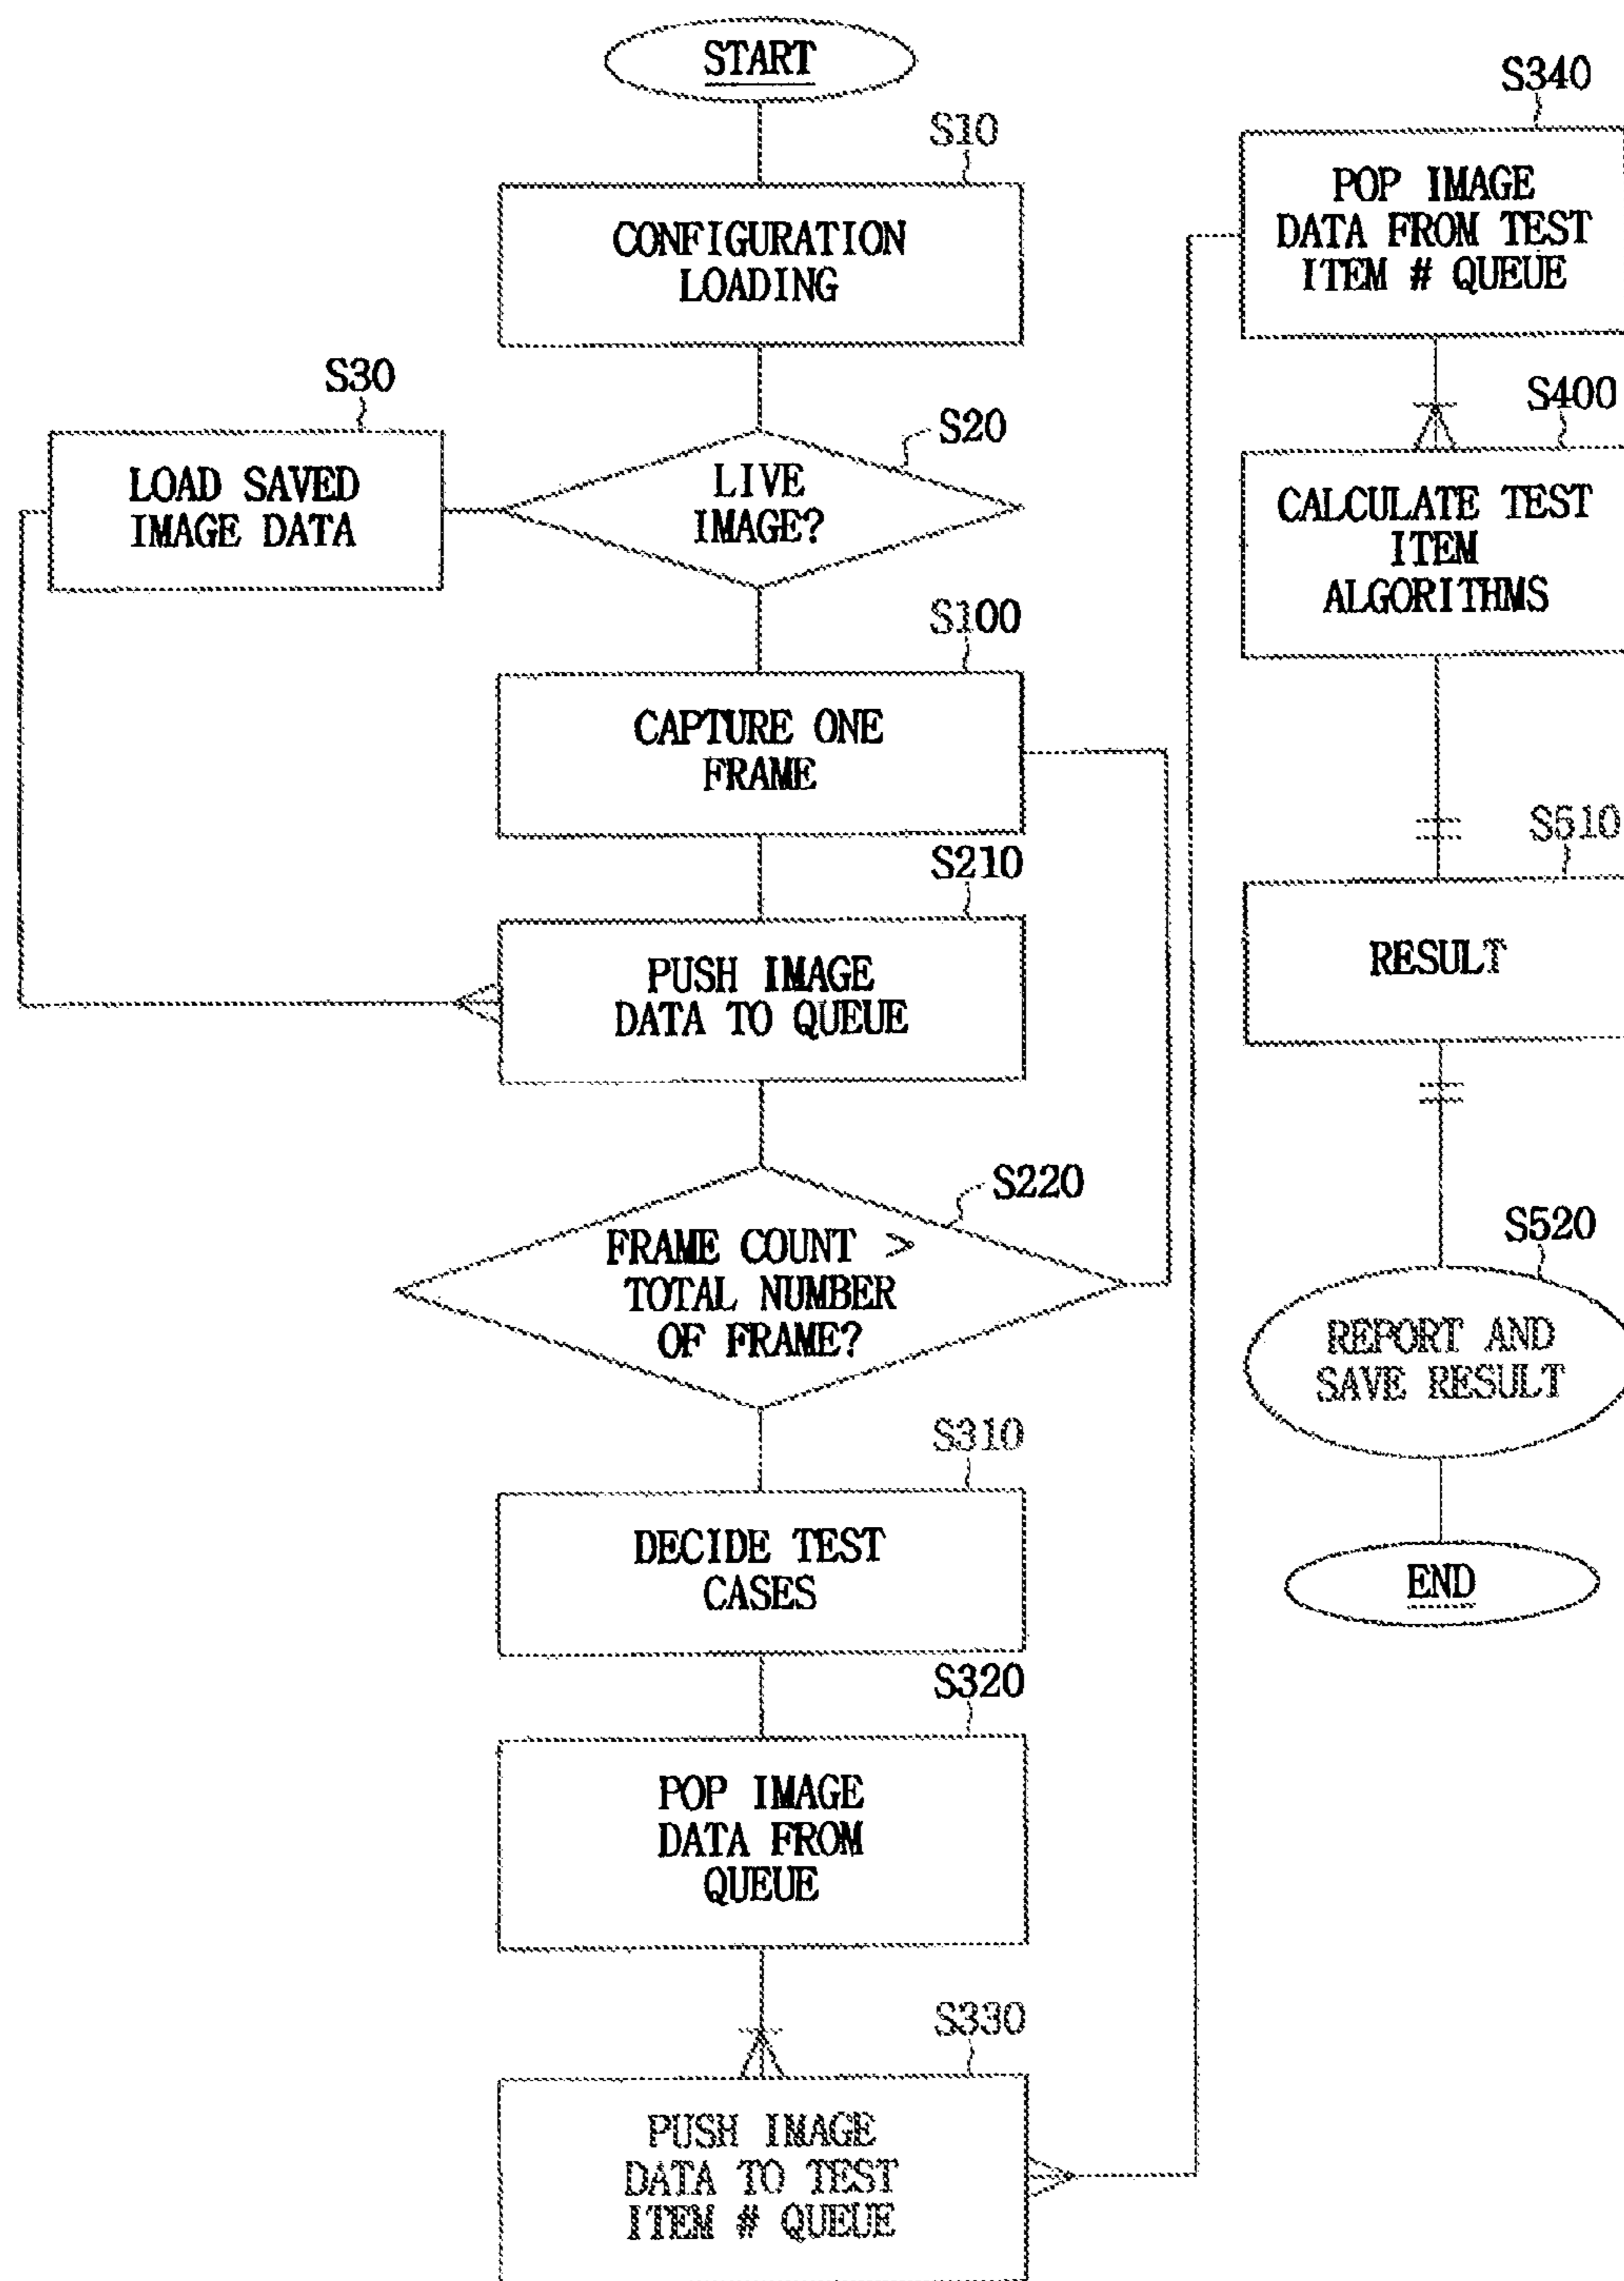 START
S10
CONFIGURATION
LOADING
S20
LIVE
IMAGE?
S30
LOAD SAVED
IMAGE DATA
S100
CAPTURE ONE
FRAME
S210
PUSH IMAGE
DATA TO QUEUE
S220
FRAME COUNT >
TOTAL NUMBER
OF FRAME?
S310
DECIDE TEST
CASES
S320
POP IMAGE
DATA FROM
QUEUE
S330
PUSH IMAGE
DATA TO TEST
ITEM # QUEUE
S340
POP IMAGE
DATA FROM TEST
ITEM # QUEUE
S400
CALCULATE TEST
ITEM
ALGORITHMS
S510
RESULT
S520
REPORT AND
SAVE RESULT
END